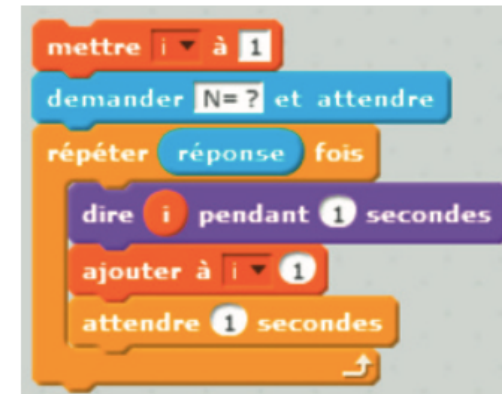 mettre i à 1
demander N= ? et attendre
répéter réponse fois
dire i pendant 1 secondes
ajouter à i 1
attendre 1 secondes